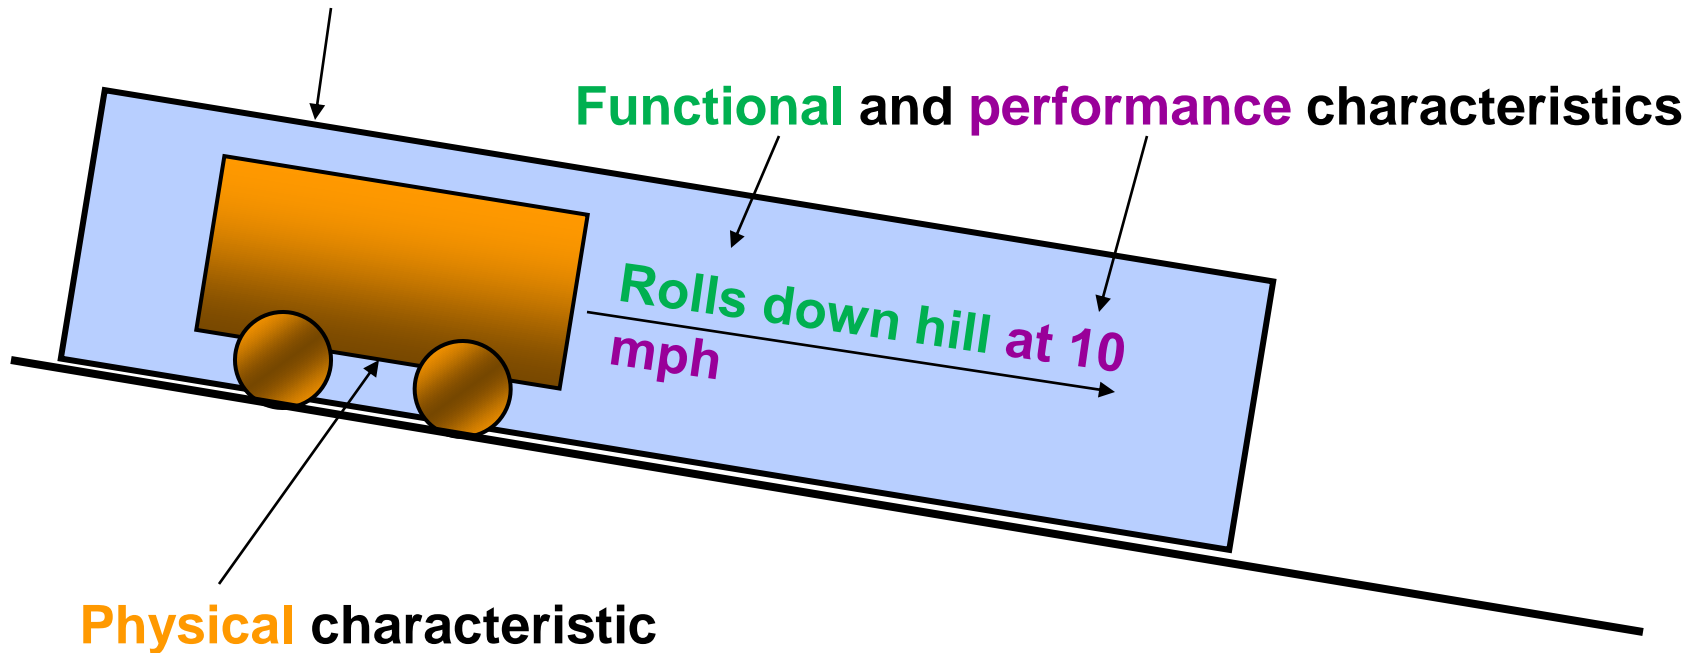 Functional and performance characteristics
Rolls down hill at 10
mph
Physical characteristic